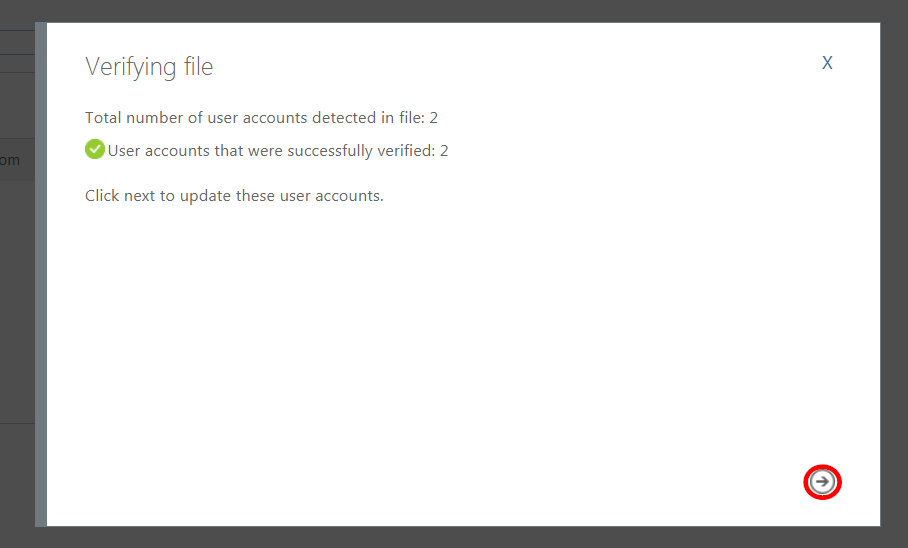 Verifying file
X
Total number of user accounts detected in file: 2
User accounts that were successfully verified: 2
om
Click next to update these user accounts.